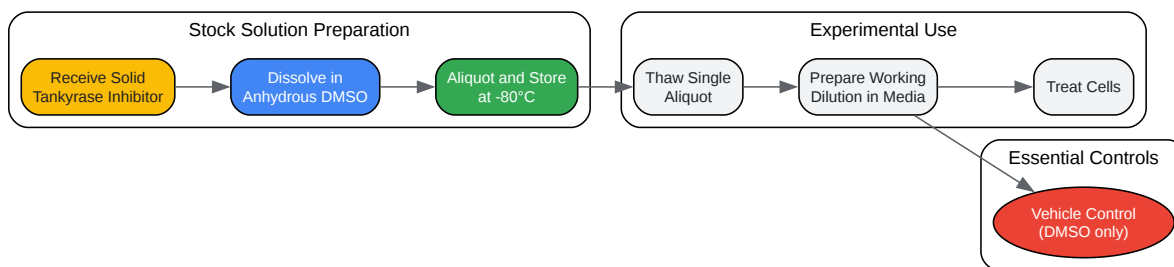 Stock Solution Preparation
Receive Solid
Tankyrase Inhibitor
Dissolve in
Anhydrous DMSO
Aliquot and Store
at -80°C
Experimental Use
Thaw Single
Aliquot
Prepare Working
Dilution in Media
Treat Cells
Essential Controls
Vehicle Control
(DMSO only)